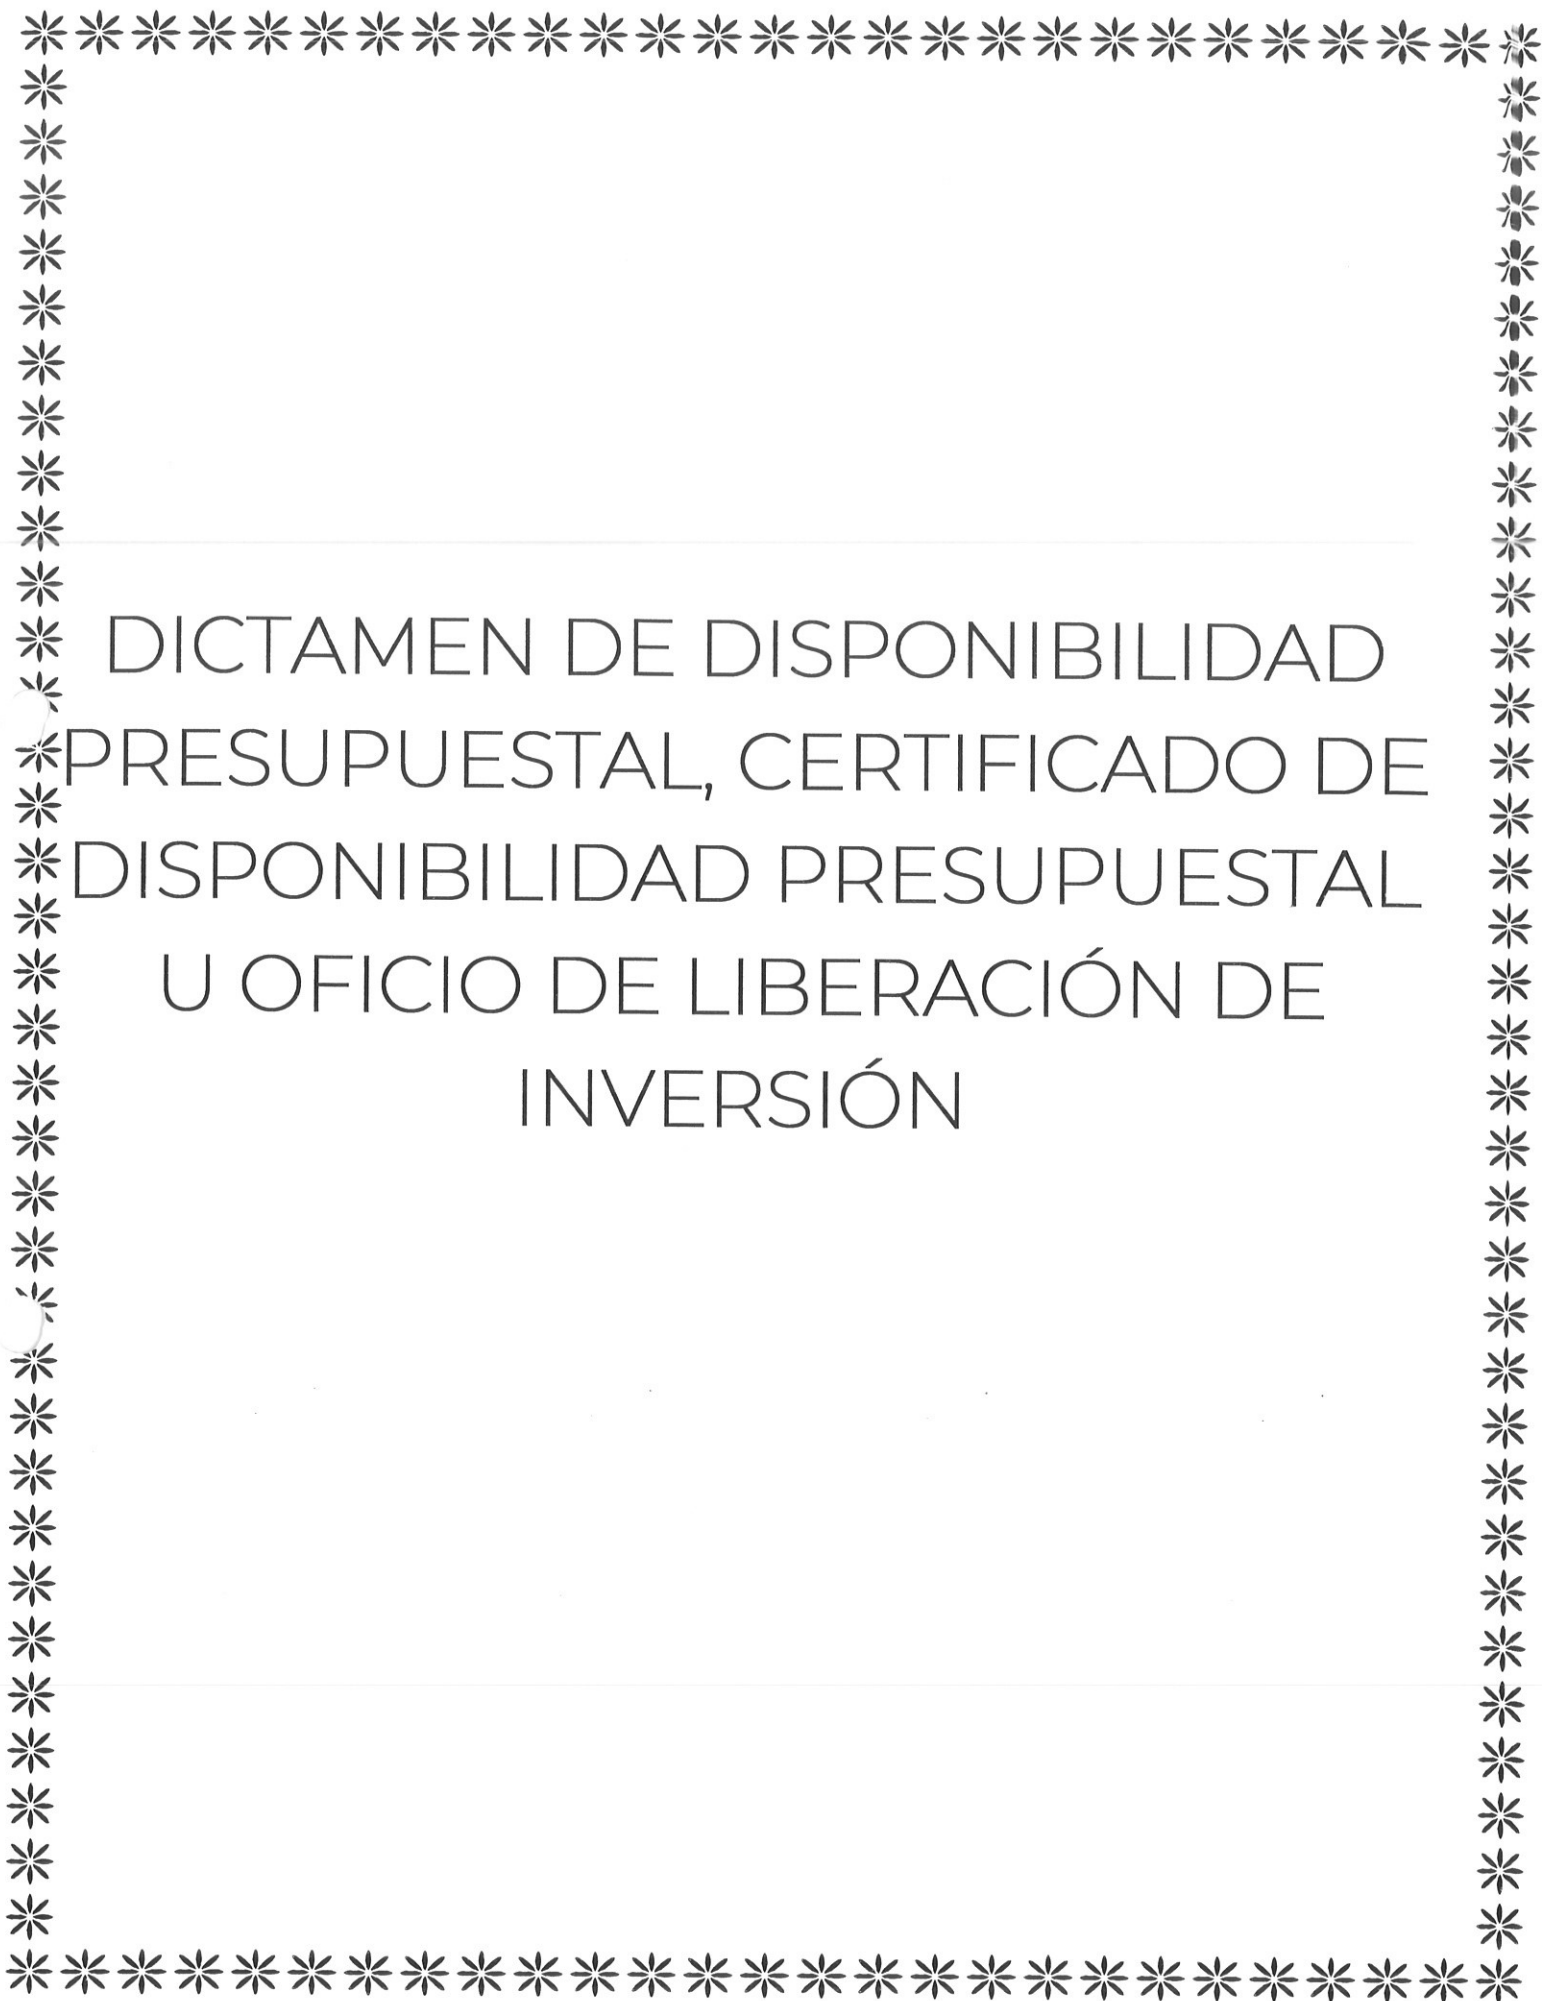 DICTAMEN DE DISPONIBILIDAD
PRESUPUESTAL, CERTIFICADO DE
DISPONIBILIDAD PRESUPUESTAL
U OFICIO DE LIBERACIÓN DE
INVERSIÓN